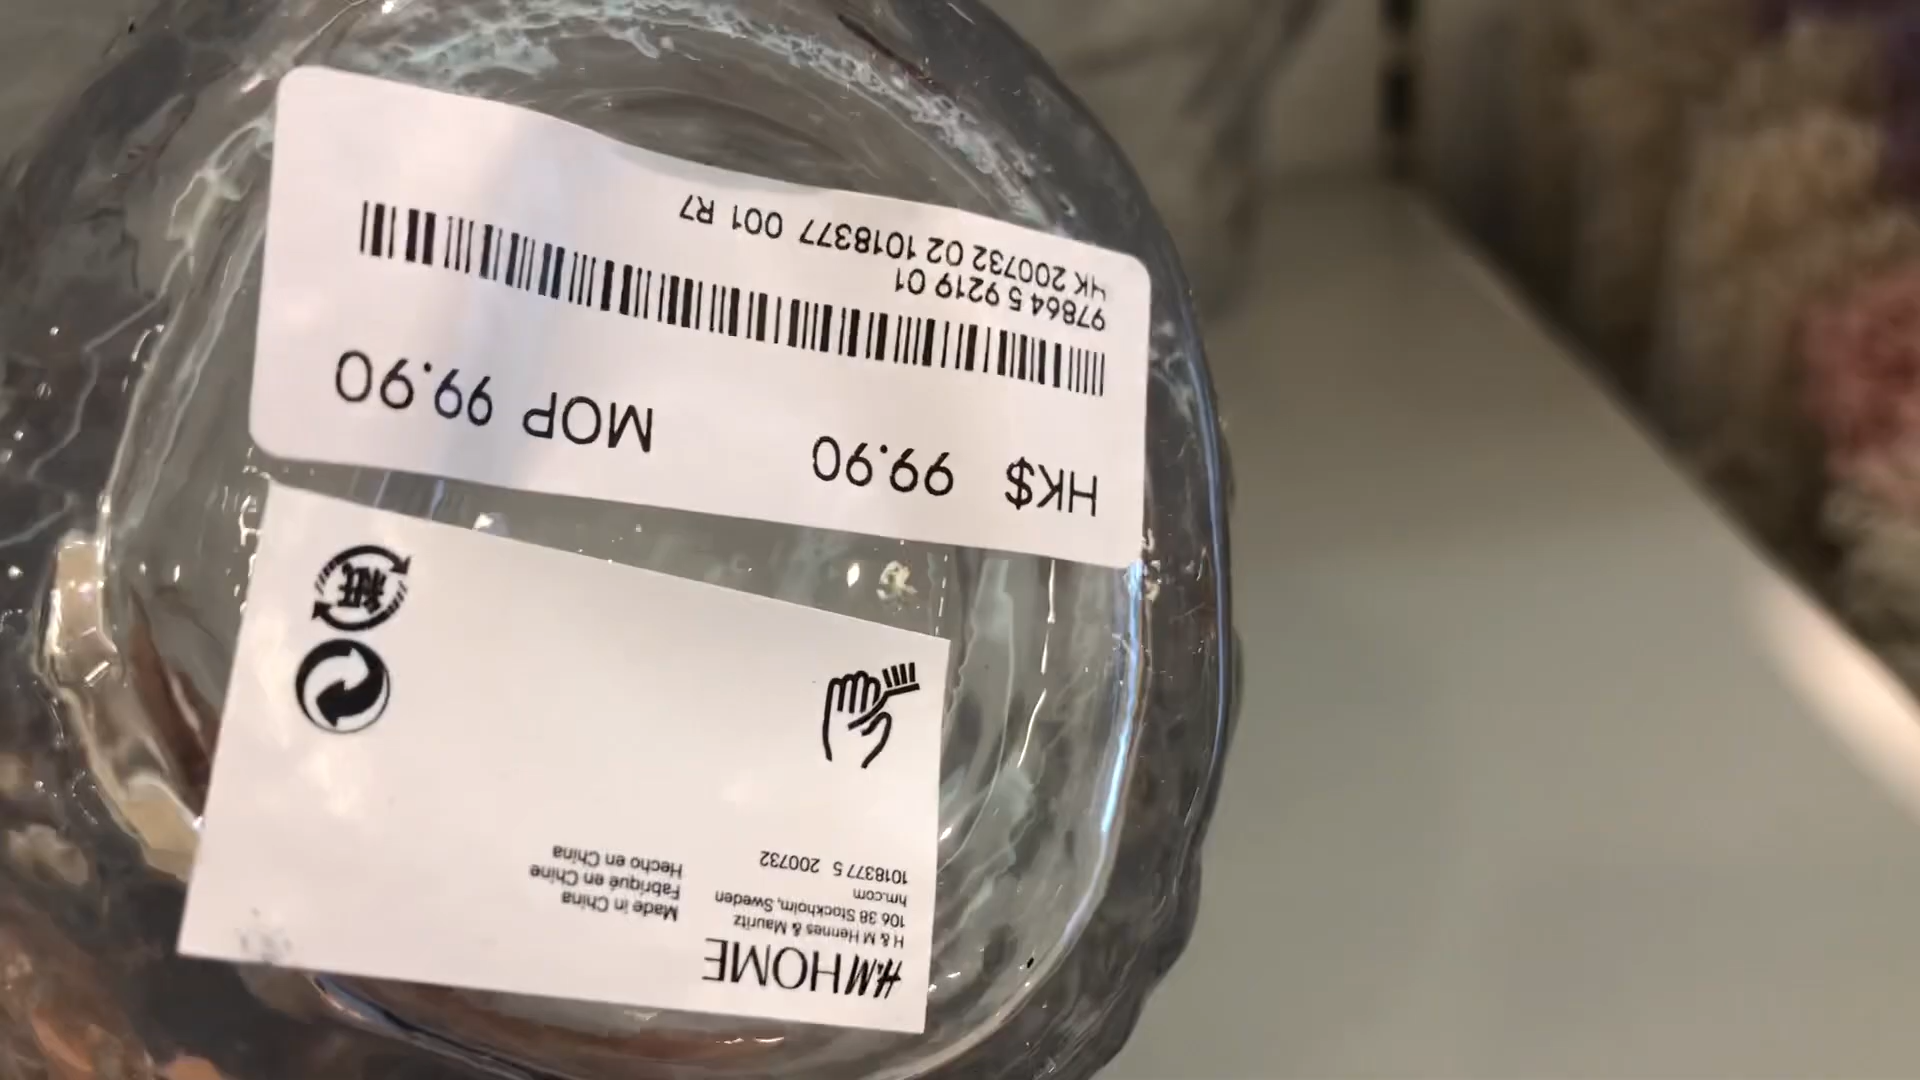 H&M HOME
H & M Hennes & Mauritz
106 38 Stockholm, Sweden
hm.com
1018377 5 200732
Made in China
Fabriqué en Chine
Hecho en China
紙
HK$ 99.90 MOP 99.90
97864 5 9219 01
HK 200732 02 1018377 001 R7